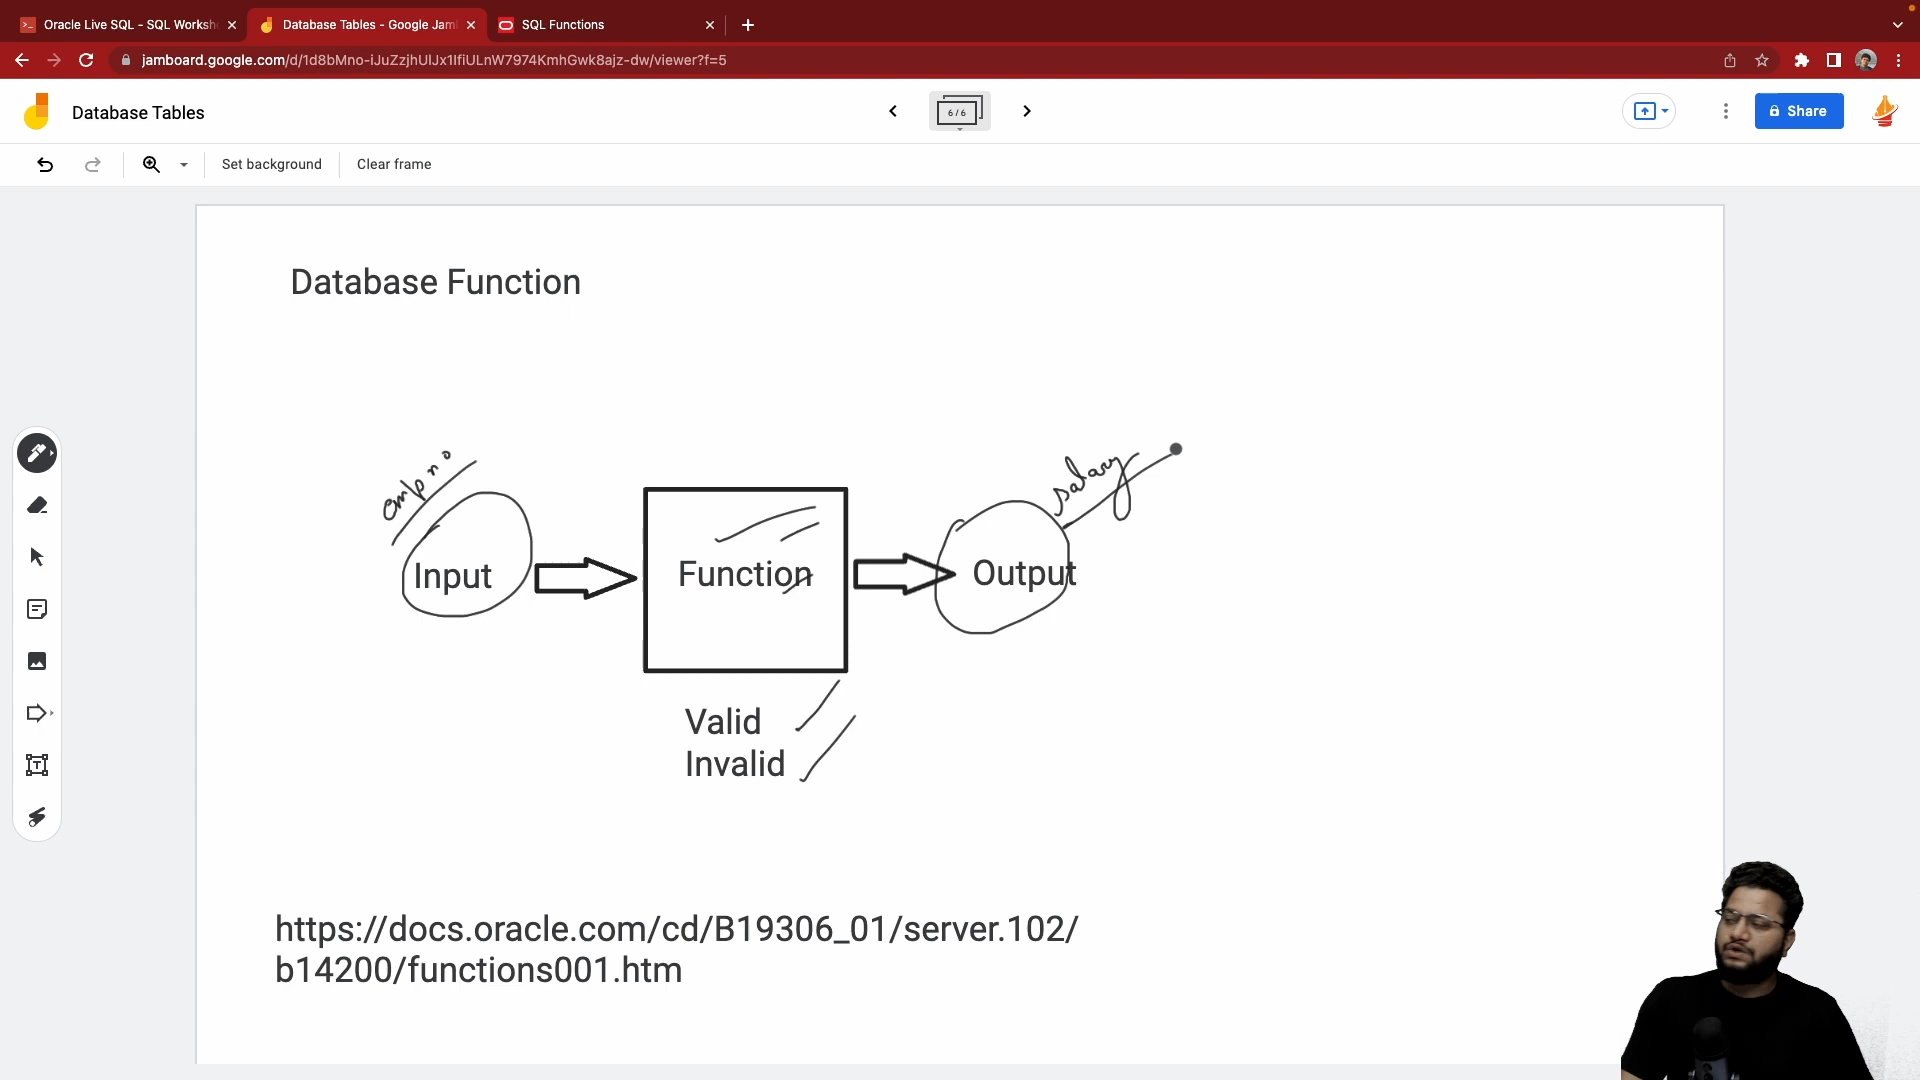 Oracle Live SQL - SQL Worksh
Database Tables - Google Jam
SQL Functions
jamboard.google.com/d/1d8bMno-iJuZzjhUIJx1IfiULnW7974KmhGwk8ajz-dw/viewer?f=5
Database Tables
6 / 6
Share
Set background
Clear frame
Database Function
empno
salary
Input
Function
Output
Valid
Invalid
https://docs.oracle.com/cd/B19306_01/server.102/
b14200/functions001.htm